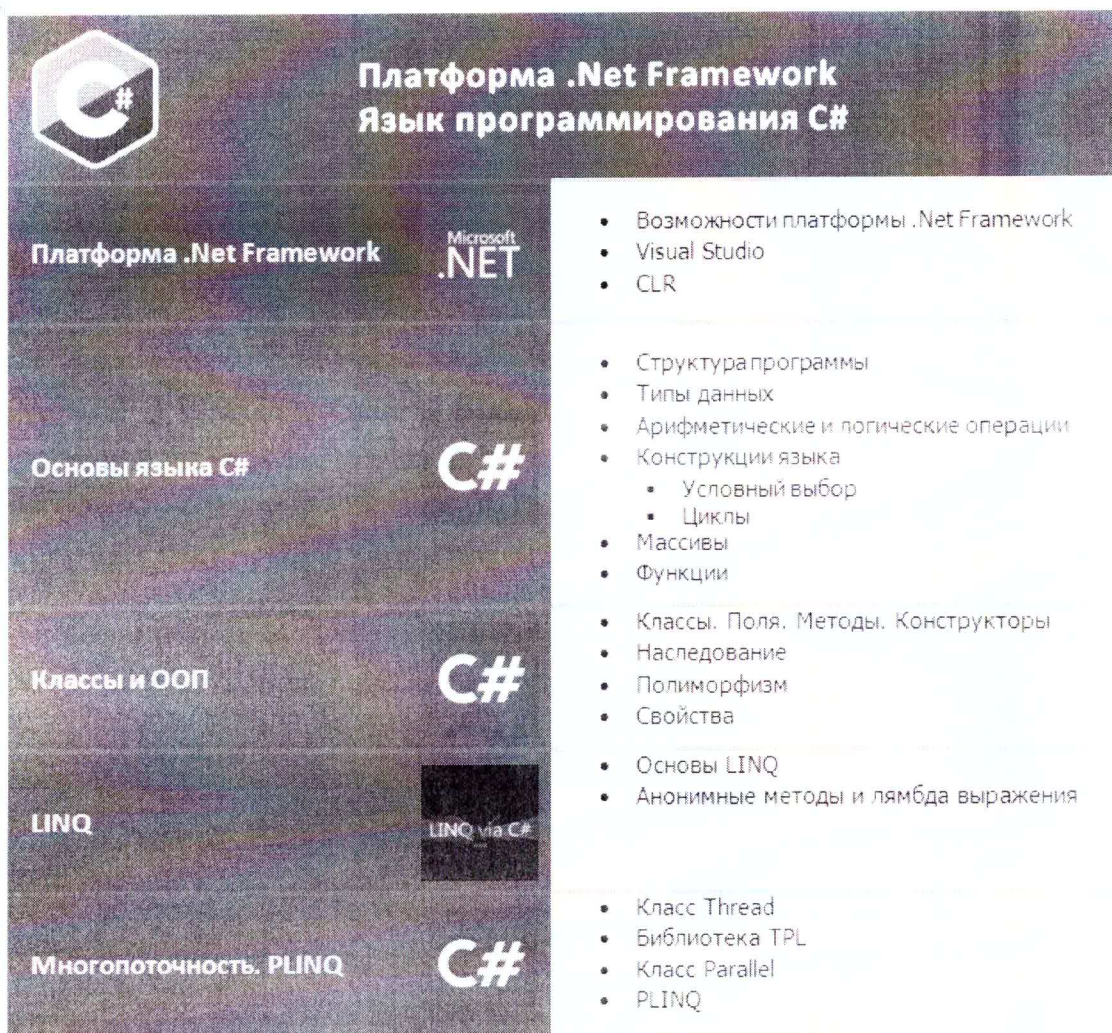 C#
Платформа .Net Framework
Язык программирования C#
Платформа .Net Framework
Microsoft
.NET
• Возможности платформы .Net Framework
• Visual Studio
• CLR
Основы языка C#
C#
• Структура программы
• Типы данных
• Арифметические и логические операции
• Конструкции языка
▪ Условный выбор
▪ Циклы
• Массивы
• Функции
Классы и ООП
C#
• Классы. Поля. Методы. Конструкторы
• Наследование
• Полиморфизм
• Свойства
LINQ
LINQ via C#
• Основы LINQ
• Анонимные методы и лямбда выражения
Многопоточность. PLINQ
C#
• Класс Thread
• Библиотека TPL
• Класс Parallel
• PLINQ